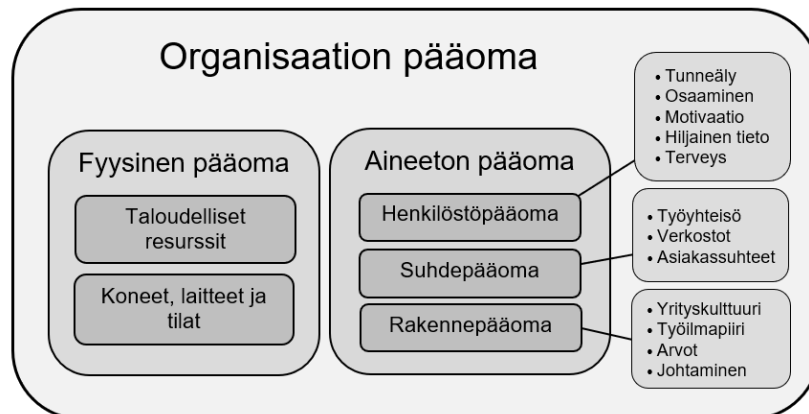 Organisaation pääoma
Fyysinen pääoma
Taloudelliset
resurssit
Koneet, laitteet ja
tilat
Aineeton pääoma
Henkilöstöpääoma
Suhdepääoma
Rakennepääoma
• Tunneäly
• Osaaminen
• Motivaatio
• Hiljainen tieto
• Terveys
• Työyhteisö
• Verkostot
• Asiakassuhteet
• Yrityskulttuuri
• Työilmapiiri
• Arvot
• Johtaminen